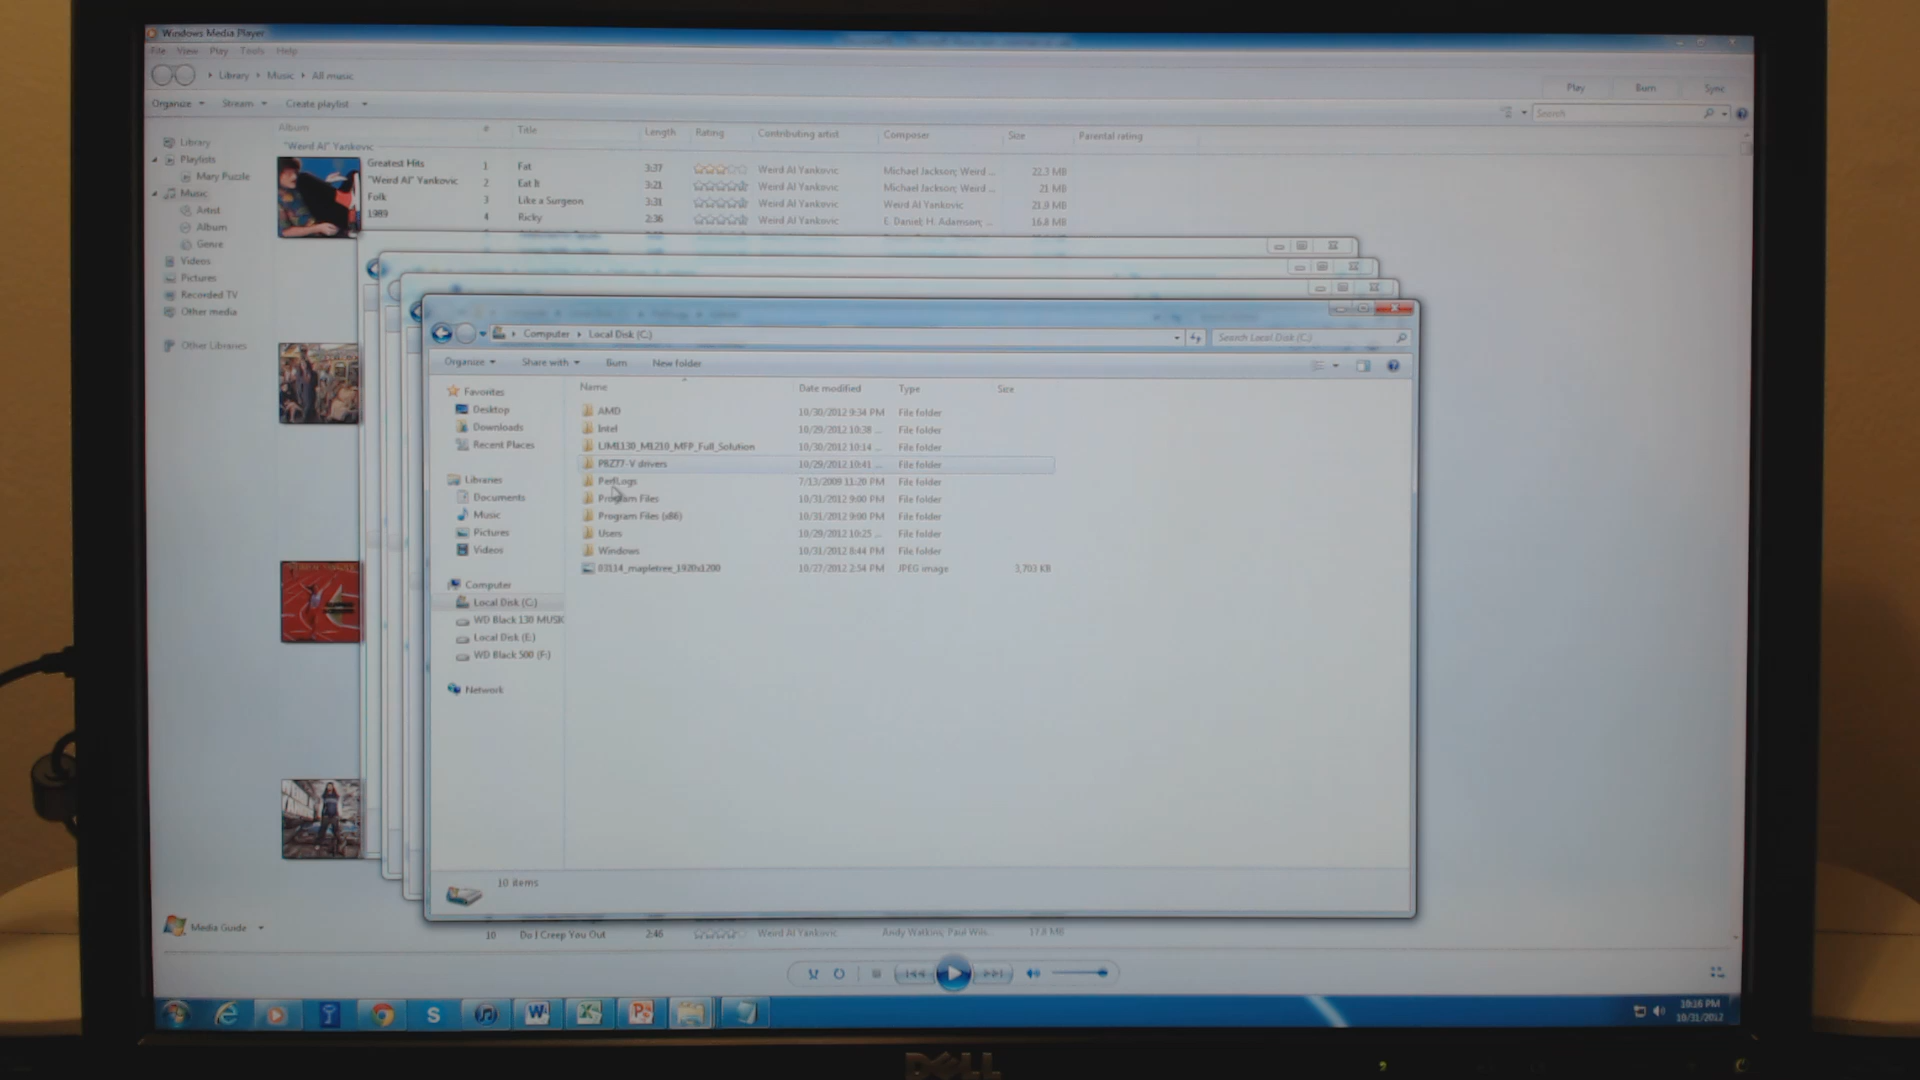 Windows Media Player
File View Play Tools Help
Library Music All music
Play Burn Sync
Organize Stream Create playlist
Search
Album # Title Length Rating Contributing artist Composer Size Parental rating
"Weird Al" Yankovic
Library
Playlists
Mary Puzzle
Music
Artist
Album
Genre
Videos
Pictures
Recorded TV
Other media
Other Libraries
Greatest Hits
"Weird Al" Yankovic
Folk
1989
1 Fat 3:37 Weird Al Yankovic Michael Jackson; Weird ... 22.3 MB
2 Eat It 3:21 Weird Al Yankovic Michael Jackson; Weird ... 21 MB
3 Like a Surgeon 3:31 Weird Al Yankovic Weird Al Yankovic 21.9 MB
4 Ricky 2:36 Weird Al Yankovic E. Daniel; H. Adamson; ... 16.8 MB
Computer Local Disk (C:)
Search Local Disk (C:)
Organize Share with Burn New folder
Favorites
Desktop
Downloads
Recent Places
Libraries
Documents
Music
Pictures
Videos
Computer
Local Disk (C:)
WD Black 130 MUSK
Local Disk (E:)
WD Black 500 (F:)
Network
Name Date modified Type Size
AMD 10/30/2012 9:34 PM File folder
Intel 10/29/2012 10:38 ... File folder
LJM1130_M1210_MFP_Full_Solution 10/30/2012 10:14 ... File folder
P8Z77-V drivers 10/29/2012 10:41 ... File folder
PerfLogs 7/13/2009 11:20 PM File folder
Program Files 10/31/2012 9:00 PM File folder
Program Files (x86) 10/31/2012 9:00 PM File folder
Users 10/29/2012 10:25 ... File folder
Windows 10/31/2012 8:44 PM File folder
03114_mapletree_1920x1200 10/27/2012 2:54 PM JPEG image 3,703 KB
10 items
Media Guide
10 Do I Creep You Out 2:46 Weird Al Yankovic Andy Watkins, Paul Wils... 17.8 MB
S
W
10:16 PM
10/31/2012
DELL